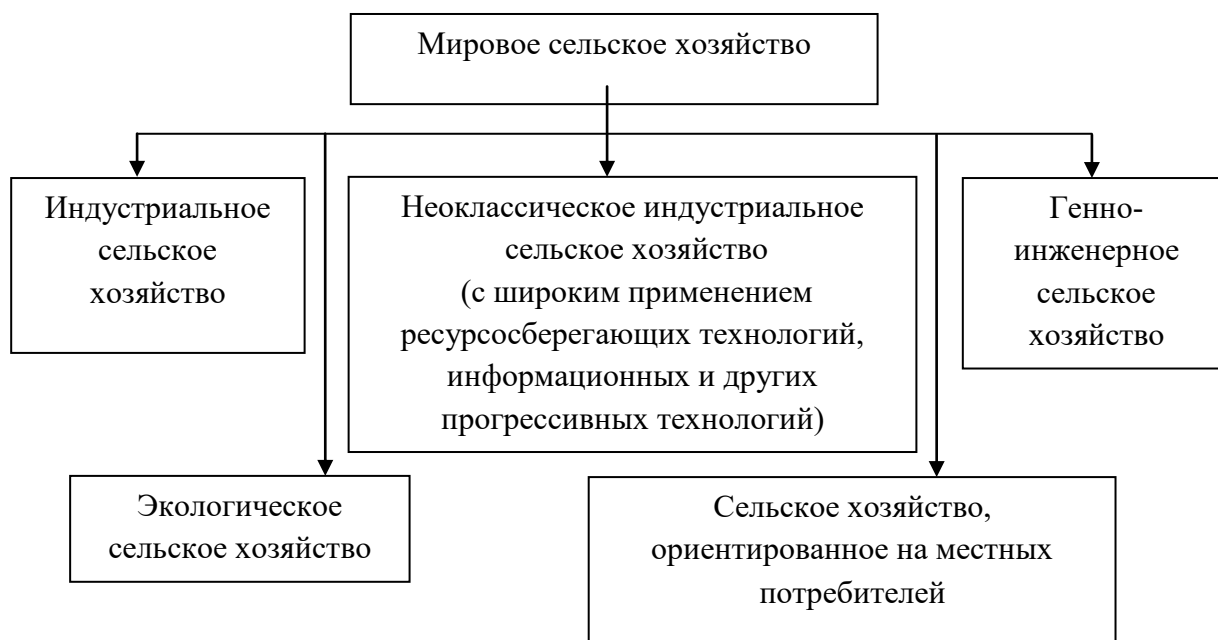 Мировое сельское хозяйство
Индустриальное
сельское
хозяйство
Неоклассическое индустриальное
сельское хозяйство
(с широким применением
ресурсосберегающих технологий,
информационных и других
прогрессивных технологий)
Генно-
инженерное
сельское
хозяйство
Экологическое
сельское хозяйство
Сельское хозяйство,
ориентированное на местных
потребителей